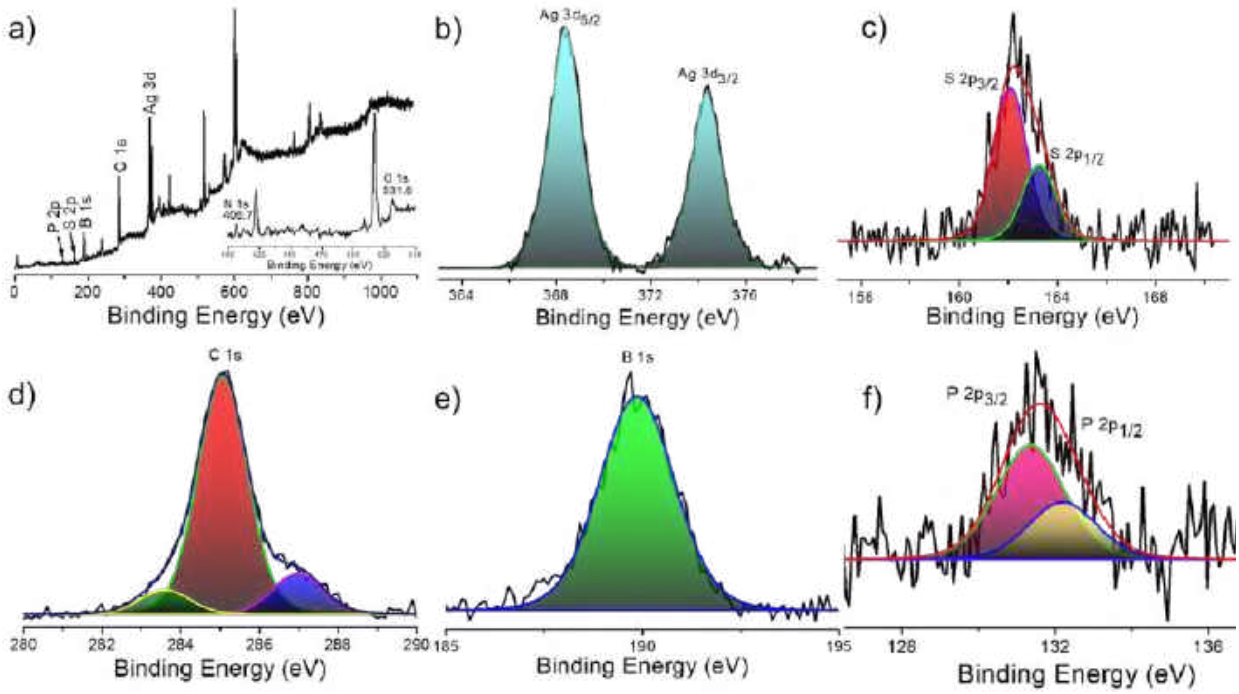 a)
P 2p
S 2p
B 1s
C 1s
Ag 3d
N 1s
O 1s
531.6
Binding Energy (eV)
0 200 400 600 800 1000
Binding Energy (eV)
b)
Ag 3d5/2
Ag 3d3/2
364 368 372 376
Binding Energy (eV)
c)
S 2p3/2
S 2p1/2
156 160 164 168
Binding Energy (eV)
d)
C 1s
280 282 284 286 288 290
Binding Energy (eV)
e)
B 1s
185 190 195
Binding Energy (eV)
f)
P 2p3/2
P 2p1/2
128 132 136
Binding Energy (eV)